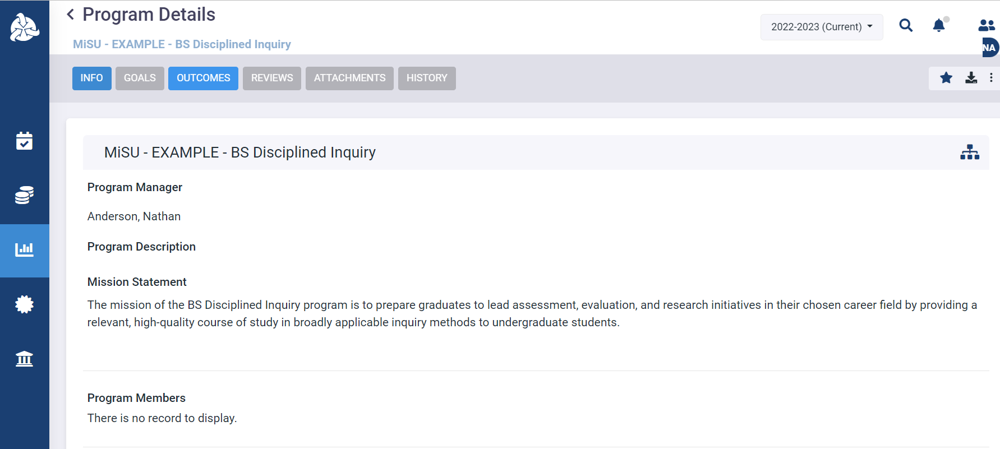 Program Details
2022-2023 (Current)
MiSU - EXAMPLE - BS Disciplined Inquiry
NA
INFO GOALS OUTCOMES REVIEWS ATTACHMENTS HISTORY
MiSU - EXAMPLE - BS Disciplined Inquiry
Program Manager
Anderson, Nathan
Program Description
Mission Statement
The mission of the BS Disciplined Inquiry program is to prepare graduates to lead assessment, evaluation, and research initiatives in their chosen career field by providing a
relevant, high-quality course of study in broadly applicable inquiry methods to undergraduate students.
Program Members
There is no record to display.